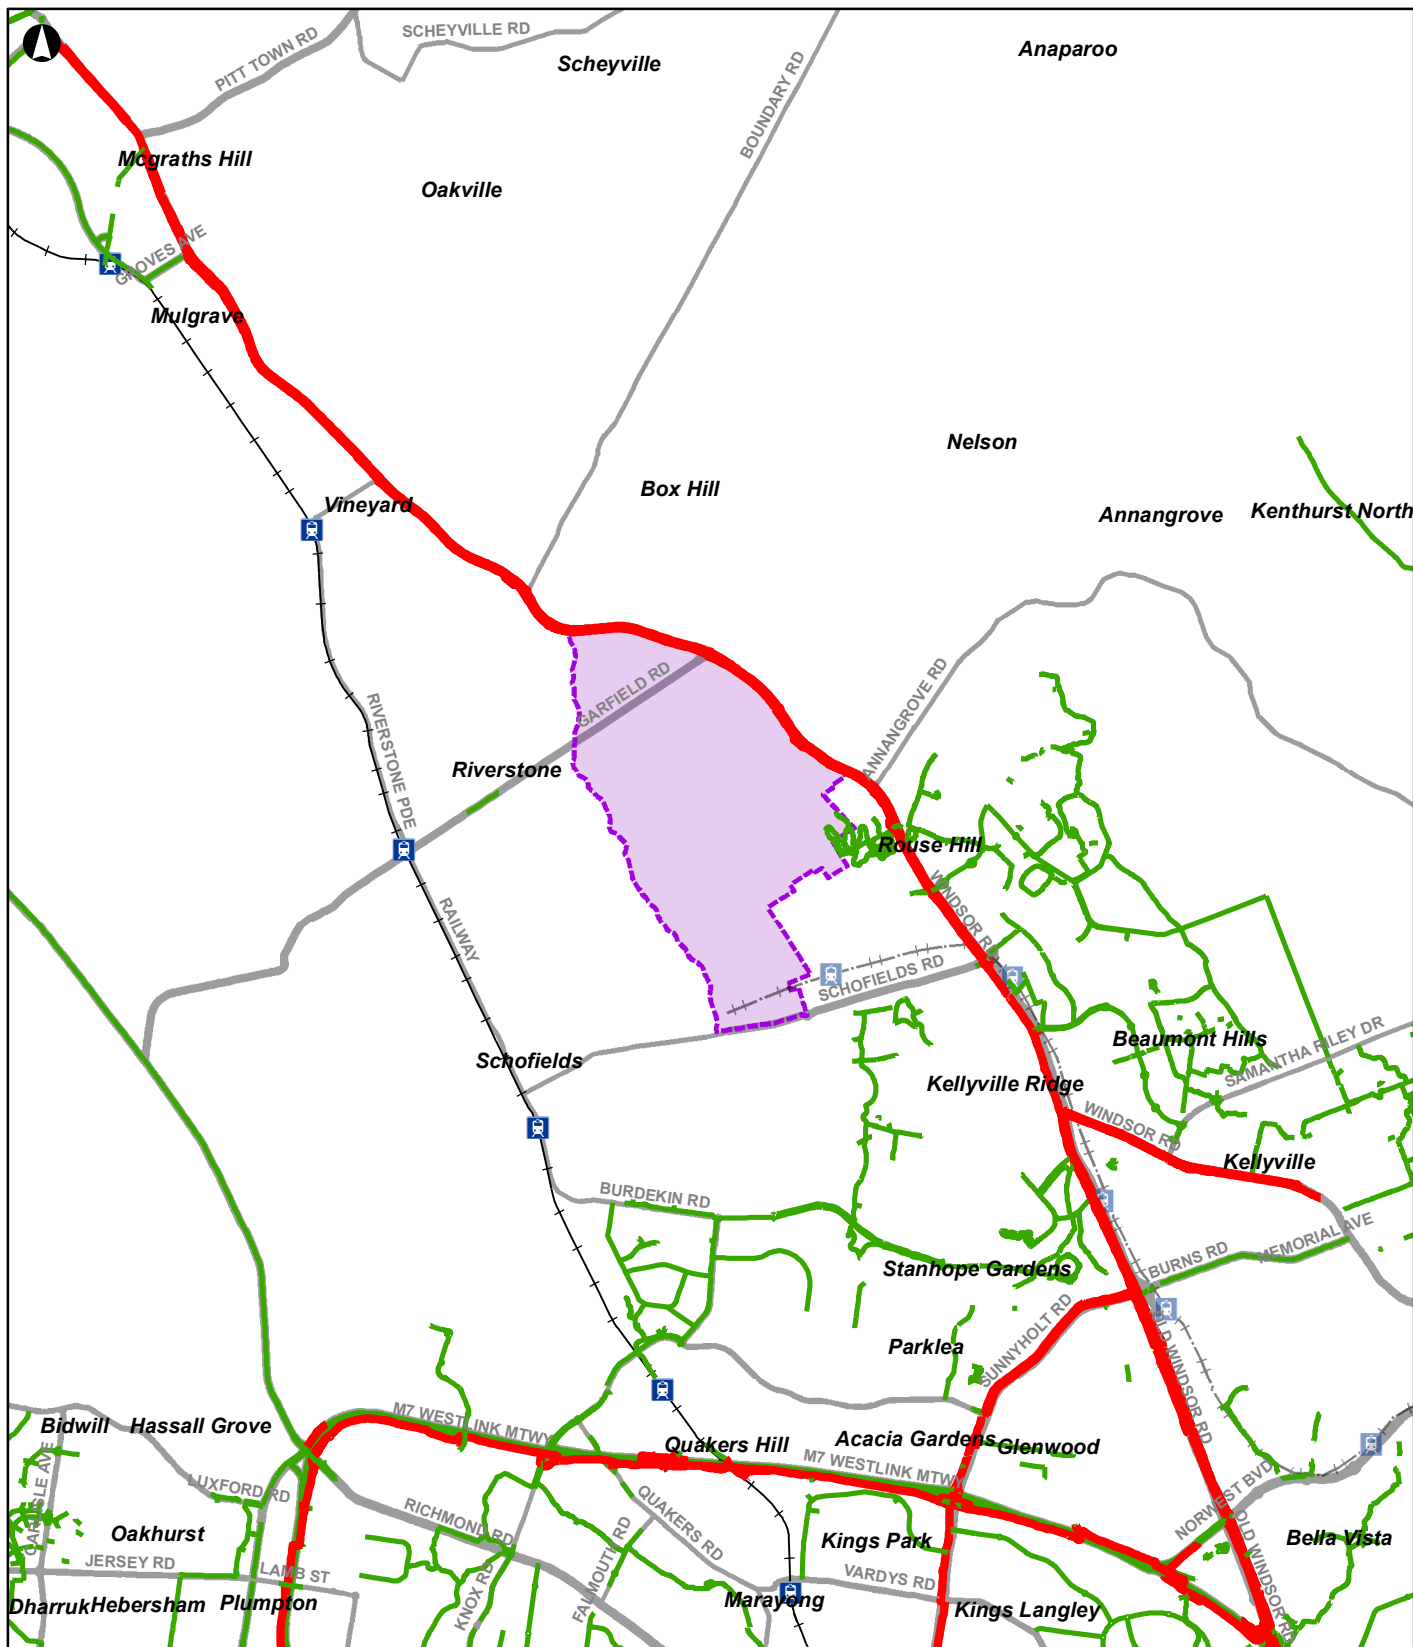 SCHEYVILLE RD
Anaparoo
PITT TOWN RD
Scheyville
BOUNDARY RD
Mcgraths Hill
Oakville
GROVES AVE
Mulgrave
Nelson
Box Hill
Vineyard
Annangrove
Kenthurst North
GARFIELD RD
ANNANGROVE RD
RIVERSTONE PDE
Riverstone
Rouse Hill
WINDSOR RD
RAILWAY
SCHOFIELDS RD
Beaumont Hills
Schofields
SAMANTHA RILEY DR
Kellyville Ridge
WINDSOR RD
Kellyville
BURDEKIN RD
MEMORIAL AVE
BURNS RD
Stanhope Gardens
SUNNYHOLT RD
Parklea
OLD WINDSOR RD
Bidwill
Hassall Grove
M7 WESTLINK MTWY
Quakers Hill
Acacia Gardens
Glenwood
M7 WESTLINK MTWY
CARLISLE AVE
LUXFORD RD
NORWEST BVD
Oakhurst
RICHMOND RD
QUAKERS RD
Kings Park
OLD WINDSOR RD
Bella Vista
JERSEY RD
LAMB ST
KNOX RD
FALMOUTH RD
VARDYS RD
Dharruk
Hebersham
Plumpton
Marayong
Kings Langley